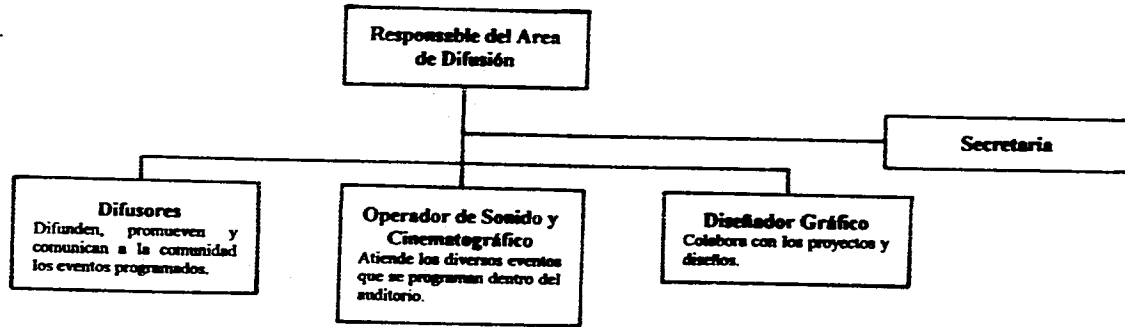 Responsable del Area
de Difusión
Secretaria
Difusores
Difunden, promueven y
comunican a la comunidad
los eventos programados.
Operador de Sonido y
Cinematográfico
Atiende los diversos eventos
que se programan dentro del
auditorio.
Diseñador Gráfico
Colabora con los proyectos y
diseños.